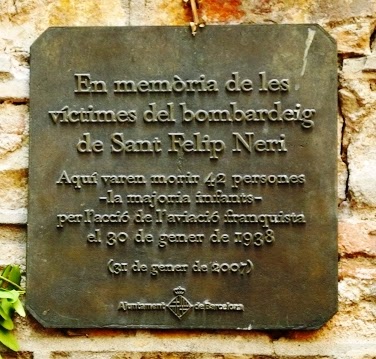 En memòria de les
víctimes del bombardeig
de Sant Felip Neri
Aquí varen morir 42 persones
-la majoria infants-
per l'acció de l'aviació franquista
el 30 de gener de 1938
(31 de gener de 2007)
Ajuntament de Barcelona